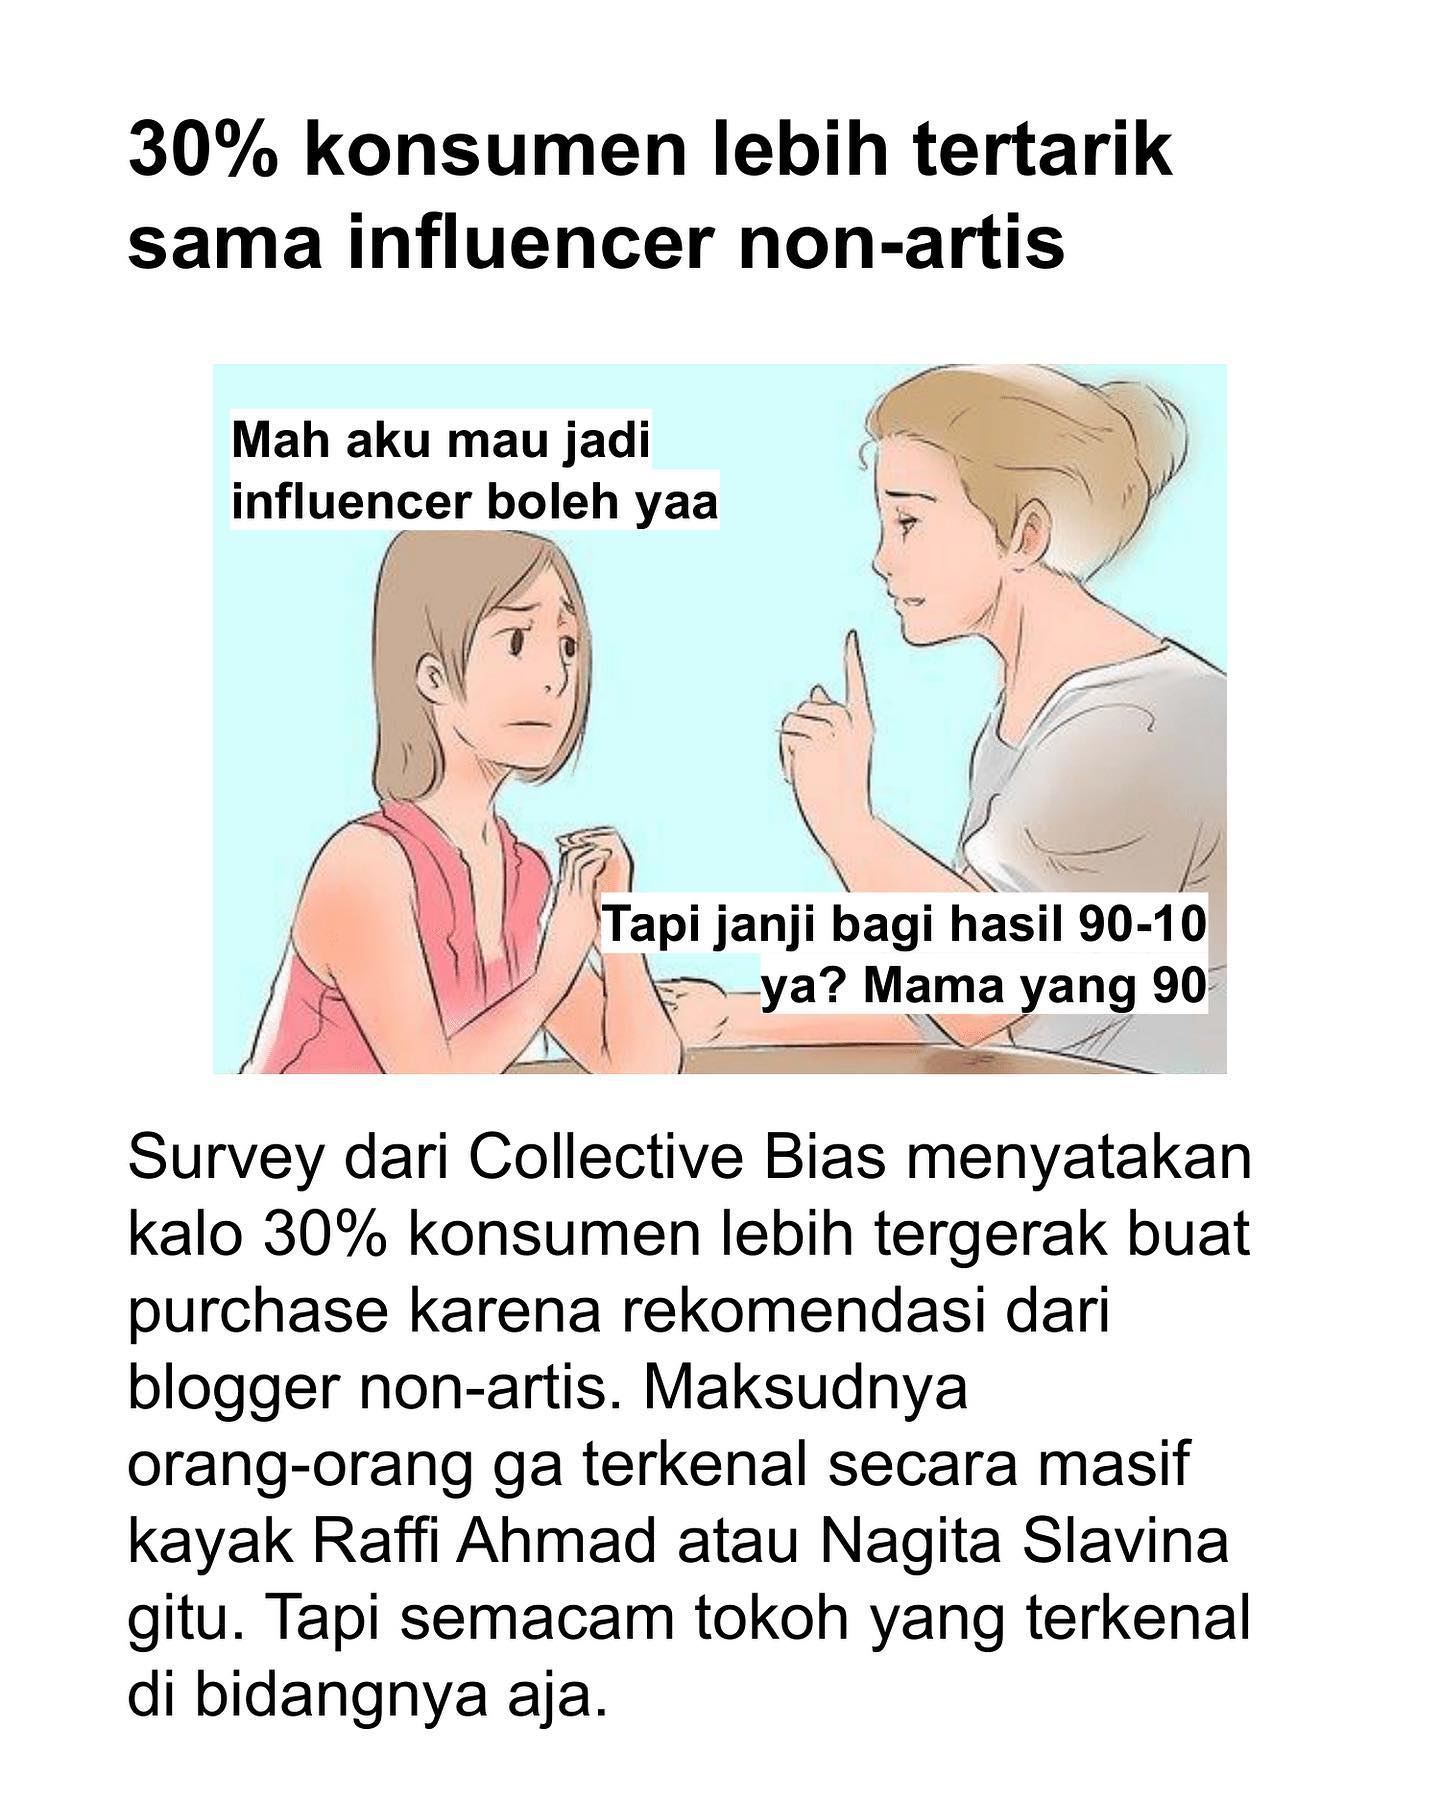 30% konsumen lebih tertarik
sama influencer non-artis
Mah aku mau jadi
influencer boleh yaa
Tapi janji bagi hasil 90-10
ya? Mama yang 90
Survey dari Collective Bias menyatakan
kalo 30% konsumen lebih tergerak buat
purchase karena rekomendasi dari
blogger non-artis. Maksudnya
orang-orang ga terkenal secara masif
kayak Raffi Ahmad atau Nagita Slavina
gitu. Tapi semacam tokoh yang terkenal
di bidangnya aja.